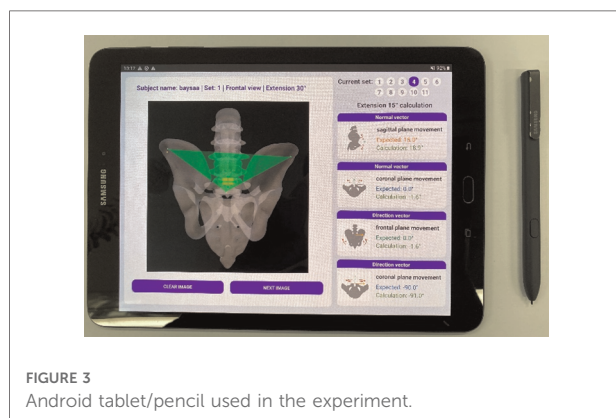 SAMSUNG
Subject name: baysaa | Set: 1 | Frontal view | Extension 30°
CLEAR IMAGE
NEXT IMAGE
92%
Current set: 1 2 3 4 5 6
7 8 9 10 11
Extension 15° calculation
Normal vector
sagittal plane movement
Calculation: 18.0°
Normal vector
coronal plane movement
Expected: 0.0°
Calculation: -1.6°
Direction vector
frontal plane movement
Expected: 0.0°
Calculation: -1.6°
Direction vector
coronal plane movement
Expected: -90.0°
Calculation: -91.0°
SAMSUNG
FIGURE 3
Android tablet/pencil used in the experiment.